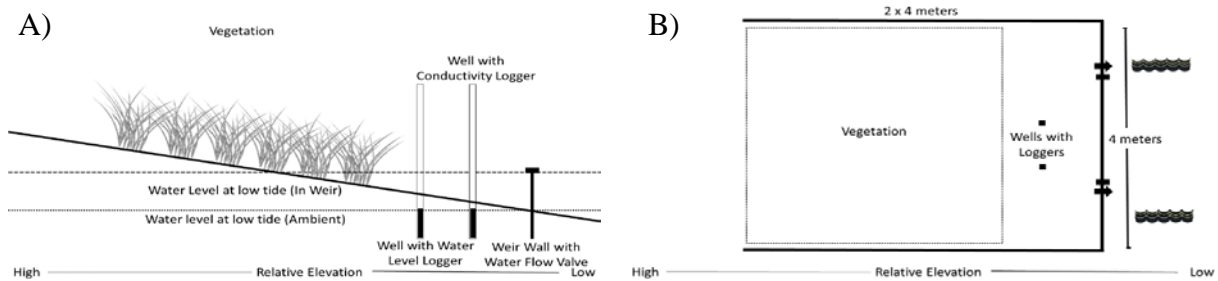 A)
Vegetation
Well with
Conductivity Logger
Water Level at low tide (In Weir)
Water level at low tide (Ambient)
Well with Water
Level Logger
Weir Wall with
Water Flow Valve
High
Relative Elevation
Low
B)
2 x 4 meters
Vegetation
Wells with
Loggers
4 meters
High
Relative Elevation
Low